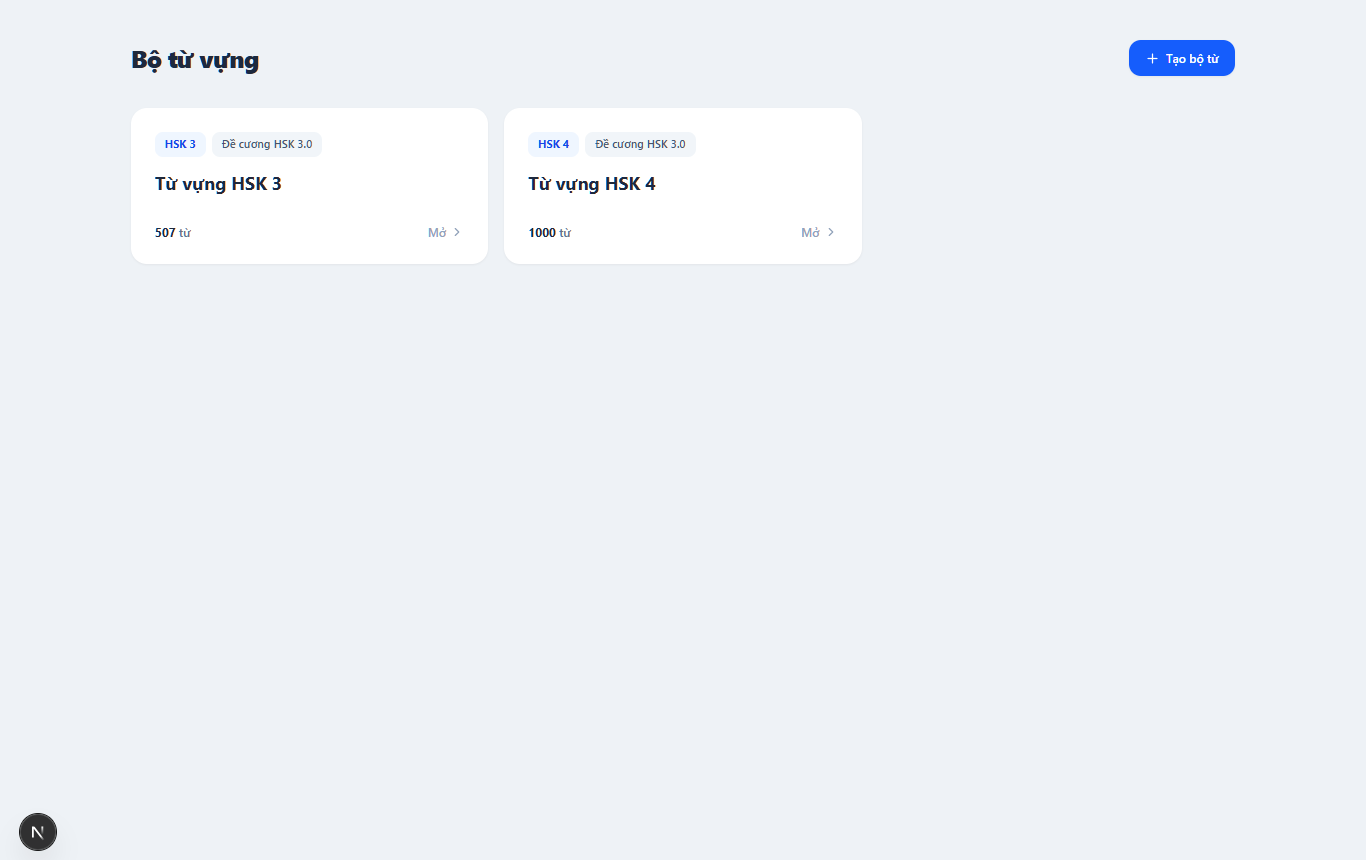 Bộ từ vựng
Tạo bộ từ
HSK 3 Đề cương HSK 3.0
Từ vựng HSK 3
507 từ Mở
HSK 4 Đề cương HSK 3.0
Từ vựng HSK 4
1000 từ Mở
N